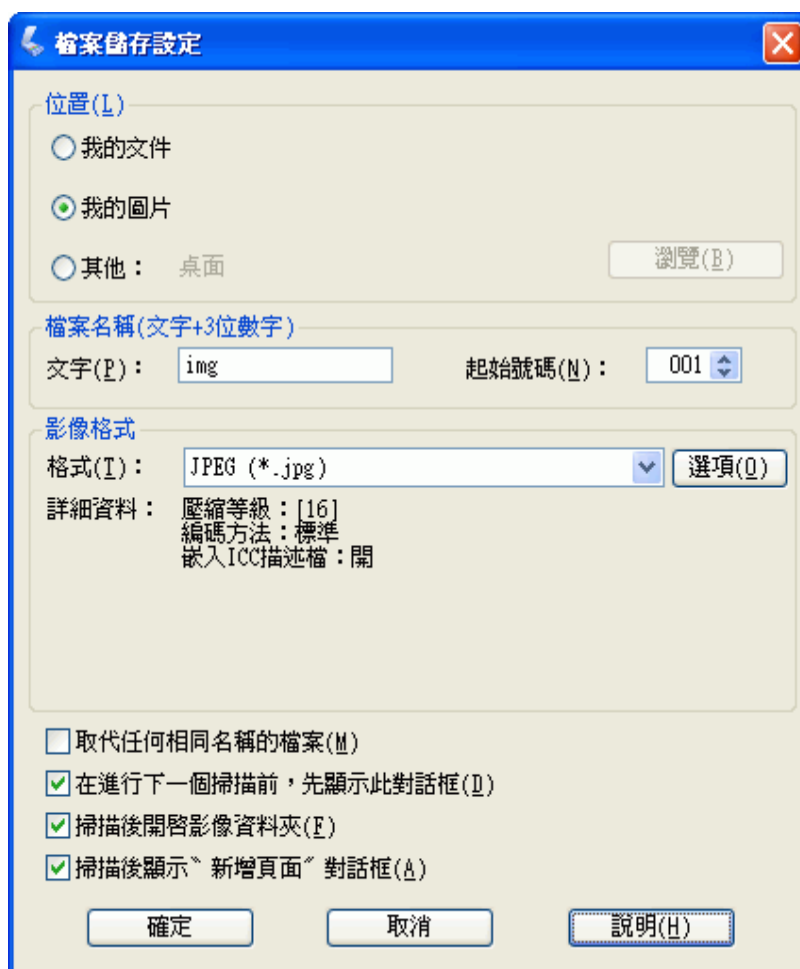 檔案儲存設定
位置(L)
我的文件
我的圖片
其他： 桌面 瀏覽(B)
檔案名稱(文字+3位數字)
文字(P)： img 起始號碼(N)： 001
影像格式
格式(T)： JPEG (*.jpg) 選項(O)
詳細資料： 壓縮等級：[16]
編碼方法：標準
嵌入ICC描述檔：開
取代任何相同名稱的檔案(M)
在進行下一個掃描前，先顯示此對話框(D)
掃描後開啓影像資料夾(F)
掃描後顯示〝新增頁面〞對話框(A)
確定 取消 說明(H)